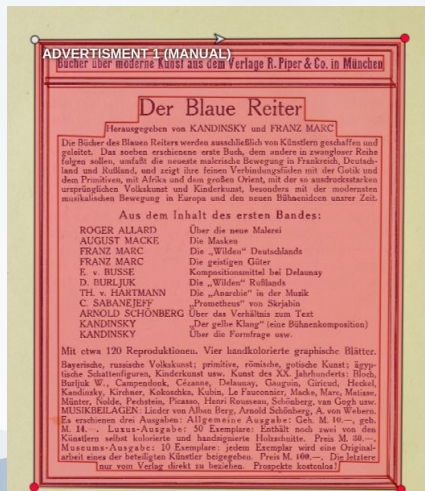 ADVERTISMENT 1 (MANUAL)
Bücher über moderne Kunst aus dem Verlage R. Piper & Co. in München
Der Blaue Reiter
Herausgegeben von KANDINSKY und FRANZ MARC
Die Bücher des Blauen Reiters werden ausschließlich von Künstlern geschaffen und
geleitet. Das soeben erschienene erste Buch, dem andere in zwangloser Reihe
folgen sollen, umfaßt die neueste malerische Bewegung in Frankreich, Deutsch-
land und Rußland, und zeigt ihre feinen Verbindungsfäden mit der Gotik und
dem Primitiven, mit Afrika und dem großen Orient, mit der so ausdrucksstarken
ursprünglichen Volkskunst und Kinderkunst, besonders mit der modernsten
musikalischen Bewegung in Europa und den neuen Bühnenideen unsrer Zeit.
Aus dem Inhalt des ersten Bandes:
ROGER ALLARD Über die neue Malerei
AUGUST MACKE Die Masken
FRANZ MARC Die „Wilden" Deutschlands
FRANZ MARC Die geistigen Güter
E. v. BUSSE Kompositionsmittel bei Delaunay
D. BURLJUK Die „Wilden" Rußlands
TH. v. HARTMANN Die „Anarchie" in der Musik
C. SABANEJEFF „Prometheus" von Skrjabin
ARNOLD SCHÖNBERG Über das Verhältnis zum Text
KANDINSKY „Der gelbe Klang" (eine Bühnenkomposition)
KANDINSKY Über die Formfrage usw.
Mit etwa 120 Reproduktionen. Vier handkolorierte graphische Blätter.
Bayerische, russische Volkskunst; primitive, römische, gotische Kunst; ägyp-
tische Schattenfiguren, Kinderkunst usw. Kunst des XX. Jahrhunderts: Bloch,
Burljuk W., Campendonk, Cézanne, Delaunay, Gauguin, Girieud, Heckel,
Kandinsky, Kirchner, Kokoschka, Kubin, Le Fauconnier, Macke, Marc, Matisse,
Münter, Nolde, Pechstein, Picasso, Henri Rousseau, Schönberg, van Gogh usw.
MUSIKBEILAGEN: Lieder von Alban Berg, Arnold Schönberg, A. von Webern.
Es erschienen drei Ausgaben: Allgemeine Ausgabe: Geh. M. 10.—, geb.
M. 14.—. Luxus-Ausgabe: 50 Exemplare: Enthält noch zwei von den
Künstlern selbst kolorierte und handsignierte Holzschnitte. Preis M. 30.—.
Museums-Ausgabe: 10 Exemplare: jedem Exemplar wird eine Original-
arbeit eines der beteiligten Künstler beigegeben. Preis M. 100.—. Die letztere
nur vom Verlag direkt zu beziehen. Prospekte kostenlos!